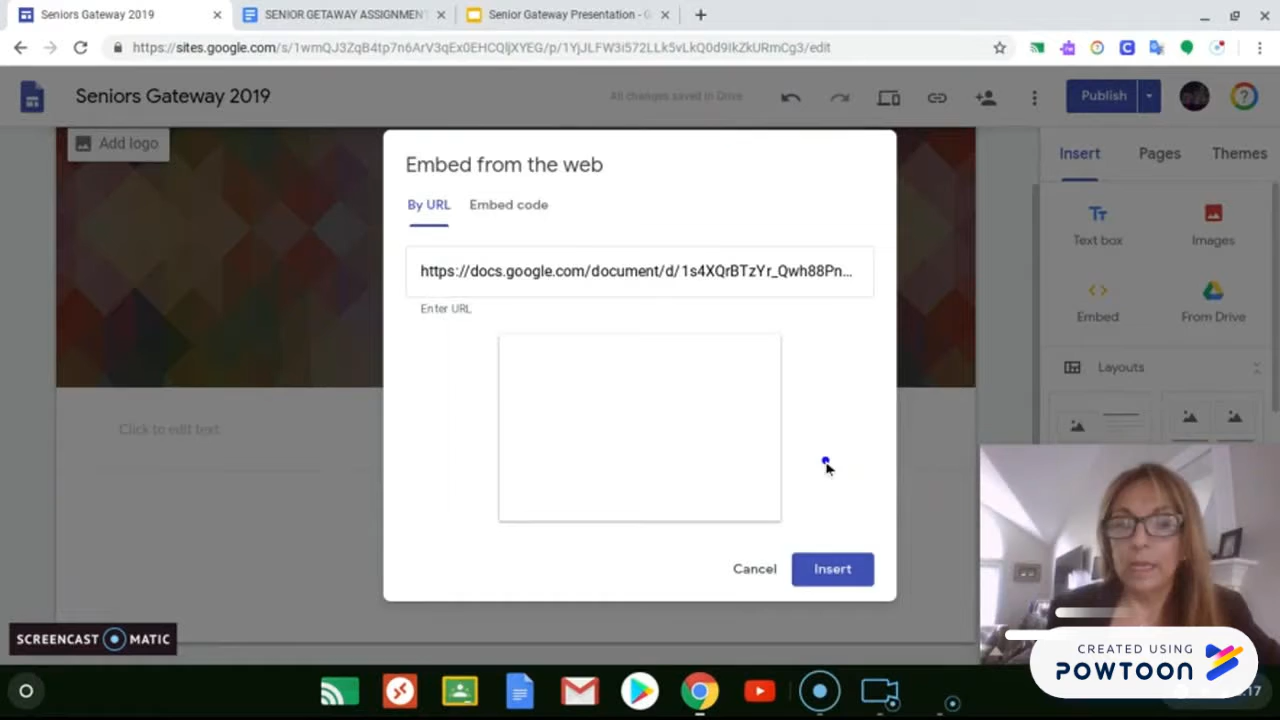 Seniors Gateway 2019
SENIOR GETAWAY ASSIGNMENT
Senior Gateway Presentation - G
https://sites.google.com/s/1wmQJ3ZqB4tp7n6ArV3qEx0EHCQljXYEG/p/1YjJLFW3i572LLk5vLkQ0d9IkZkURmCg3/edit
Seniors Gateway 2019
All changes saved in Drive
Publish
Add logo
Insert
Pages
Themes
Embed from the web
By URL
Embed code
Text box
Images
https://docs.google.com/document/d/1s4XQrBTzYr_Qwh88Pn...
Enter URL
Embed
From Drive
Layouts
Click to edit text
Cancel
Insert
SCREENCAST MATIC
CREATED USING
POWTOON